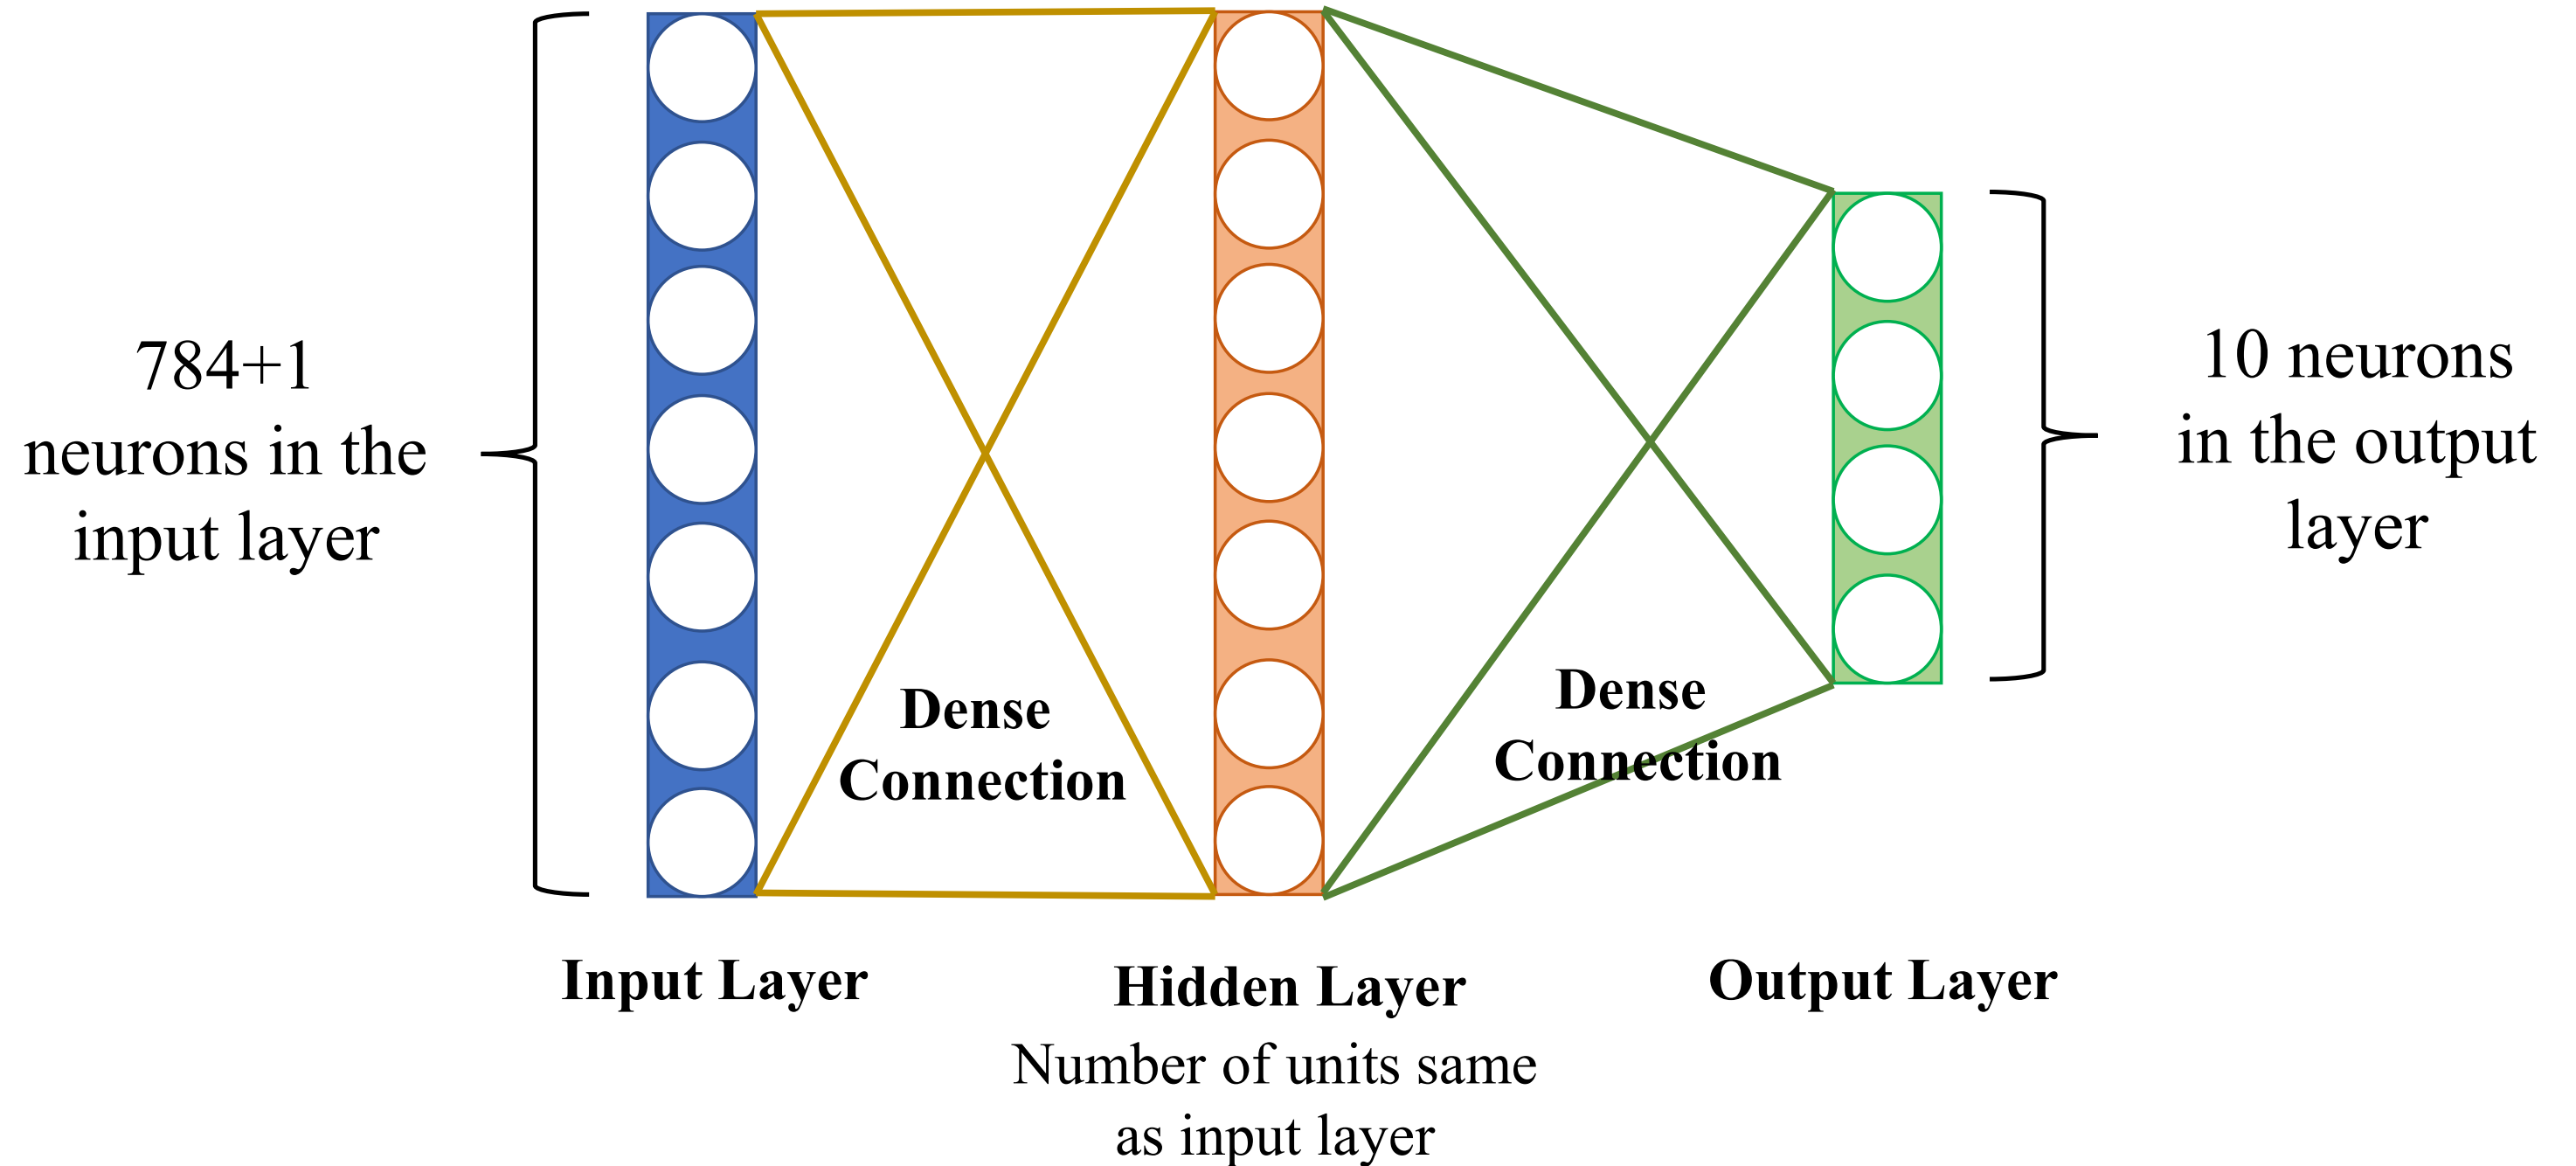 784+1
neurons in the
input layer
Dense
Connection
Dense
Connection
10 neurons
in the output
layer
Input Layer
Hidden Layer
Number of units same
as input layer
Output Layer